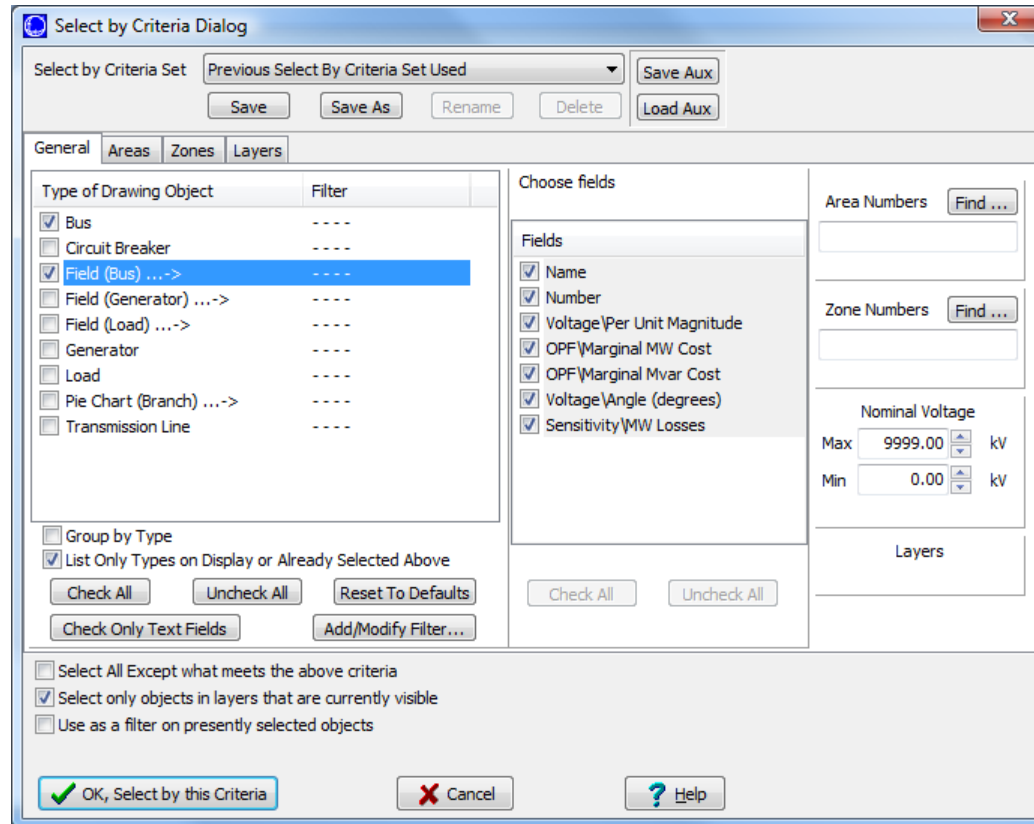 Select by Criteria Dialog
Select by Criteria Set Previous Select By Criteria Set Used Save Aux
Save Save As Rename Delete Load Aux
General Areas Zones Layers
Type of Drawing Object Filter
Bus - - - -
Circuit Breaker - - - -
Field (Bus) ...-> - - - -
Field (Generator) ...-> - - - -
Field (Load) ...-> - - - -
Generator - - - -
Load - - - -
Pie Chart (Branch) ...-> - - - -
Transmission Line - - - -
Group by Type
List Only Types on Display or Already Selected Above
Check All Uncheck All Reset To Defaults
Check Only Text Fields Add/Modify Filter...
Choose fields
Fields
Name
Number
Voltage\Per Unit Magnitude
OPF\Marginal MW Cost
OPF\Marginal Mvar Cost
Voltage\Angle (degrees)
Sensitivity\MW Losses
Check All Uncheck All
Area Numbers Find ...
Zone Numbers Find ...
Nominal Voltage
Max 9999.00 kV
Min 0.00 kV
Layers
Select All Except what meets the above criteria
Select only objects in layers that are currently visible
Use as a filter on presently selected objects
OK, Select by this Criteria Cancel ? Help